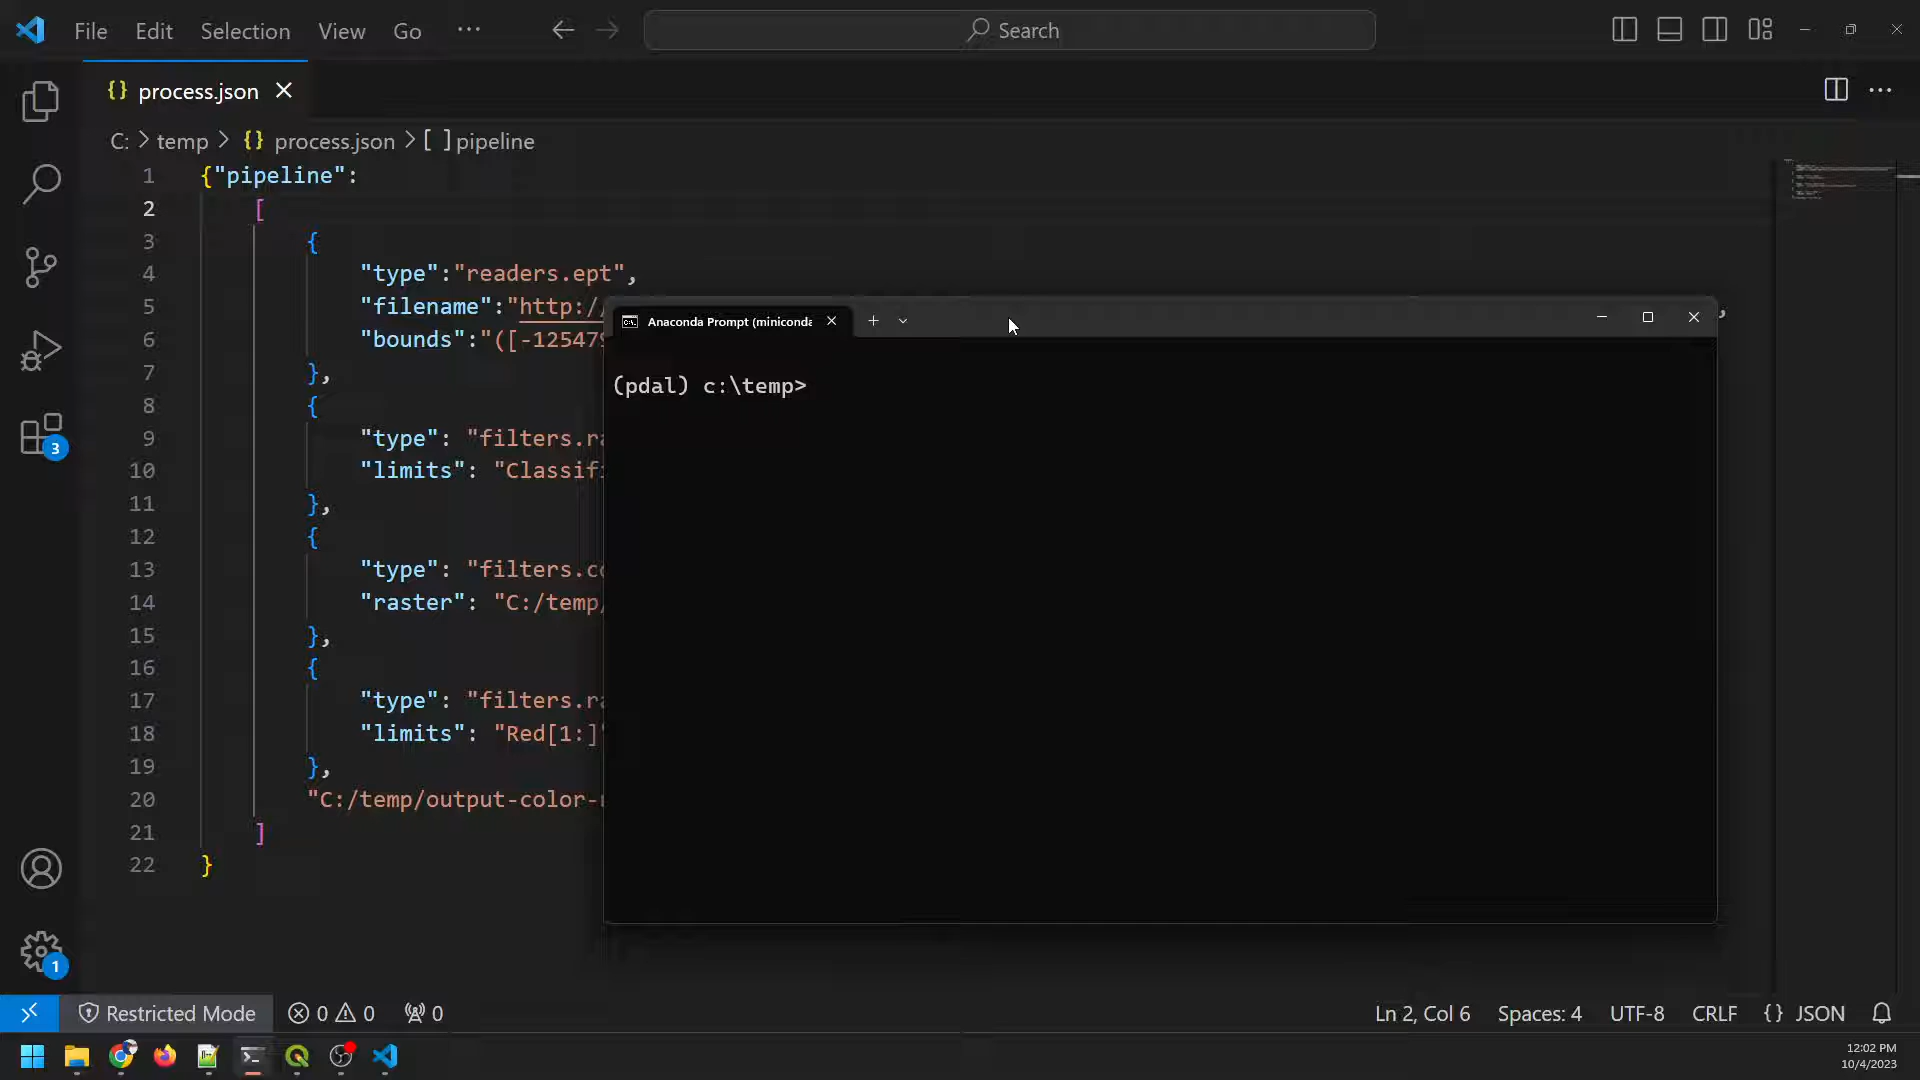 File Edit Selection View Go ··· Search
{} process.json
C: > temp > {} process.json > [ ] pipeline
1 {"pipeline":
2 [
3 {
4 "type":"readers.ept",
5 "filename":"http:/
6 "bounds":"([-12547
7 },
8 {
9 "type": "filters.
10 "limits": "Classif
11 },
12 {
13 "type": "filters.
14 "raster": "C:/temp/
15 },
16 {
17 "type": "filters.
18 "limits": "Red[1:]
19 },
20 "C:/temp/output-color-
21 ]
22 }
Anaconda Prompt (miniconda
(pdal) c:\temp>
3
1
Restricted Mode 0 0 0 Ln 2, Col 6 Spaces: 4 UTF-8 CRLF {} JSON
12:02 PM
10/4/2023